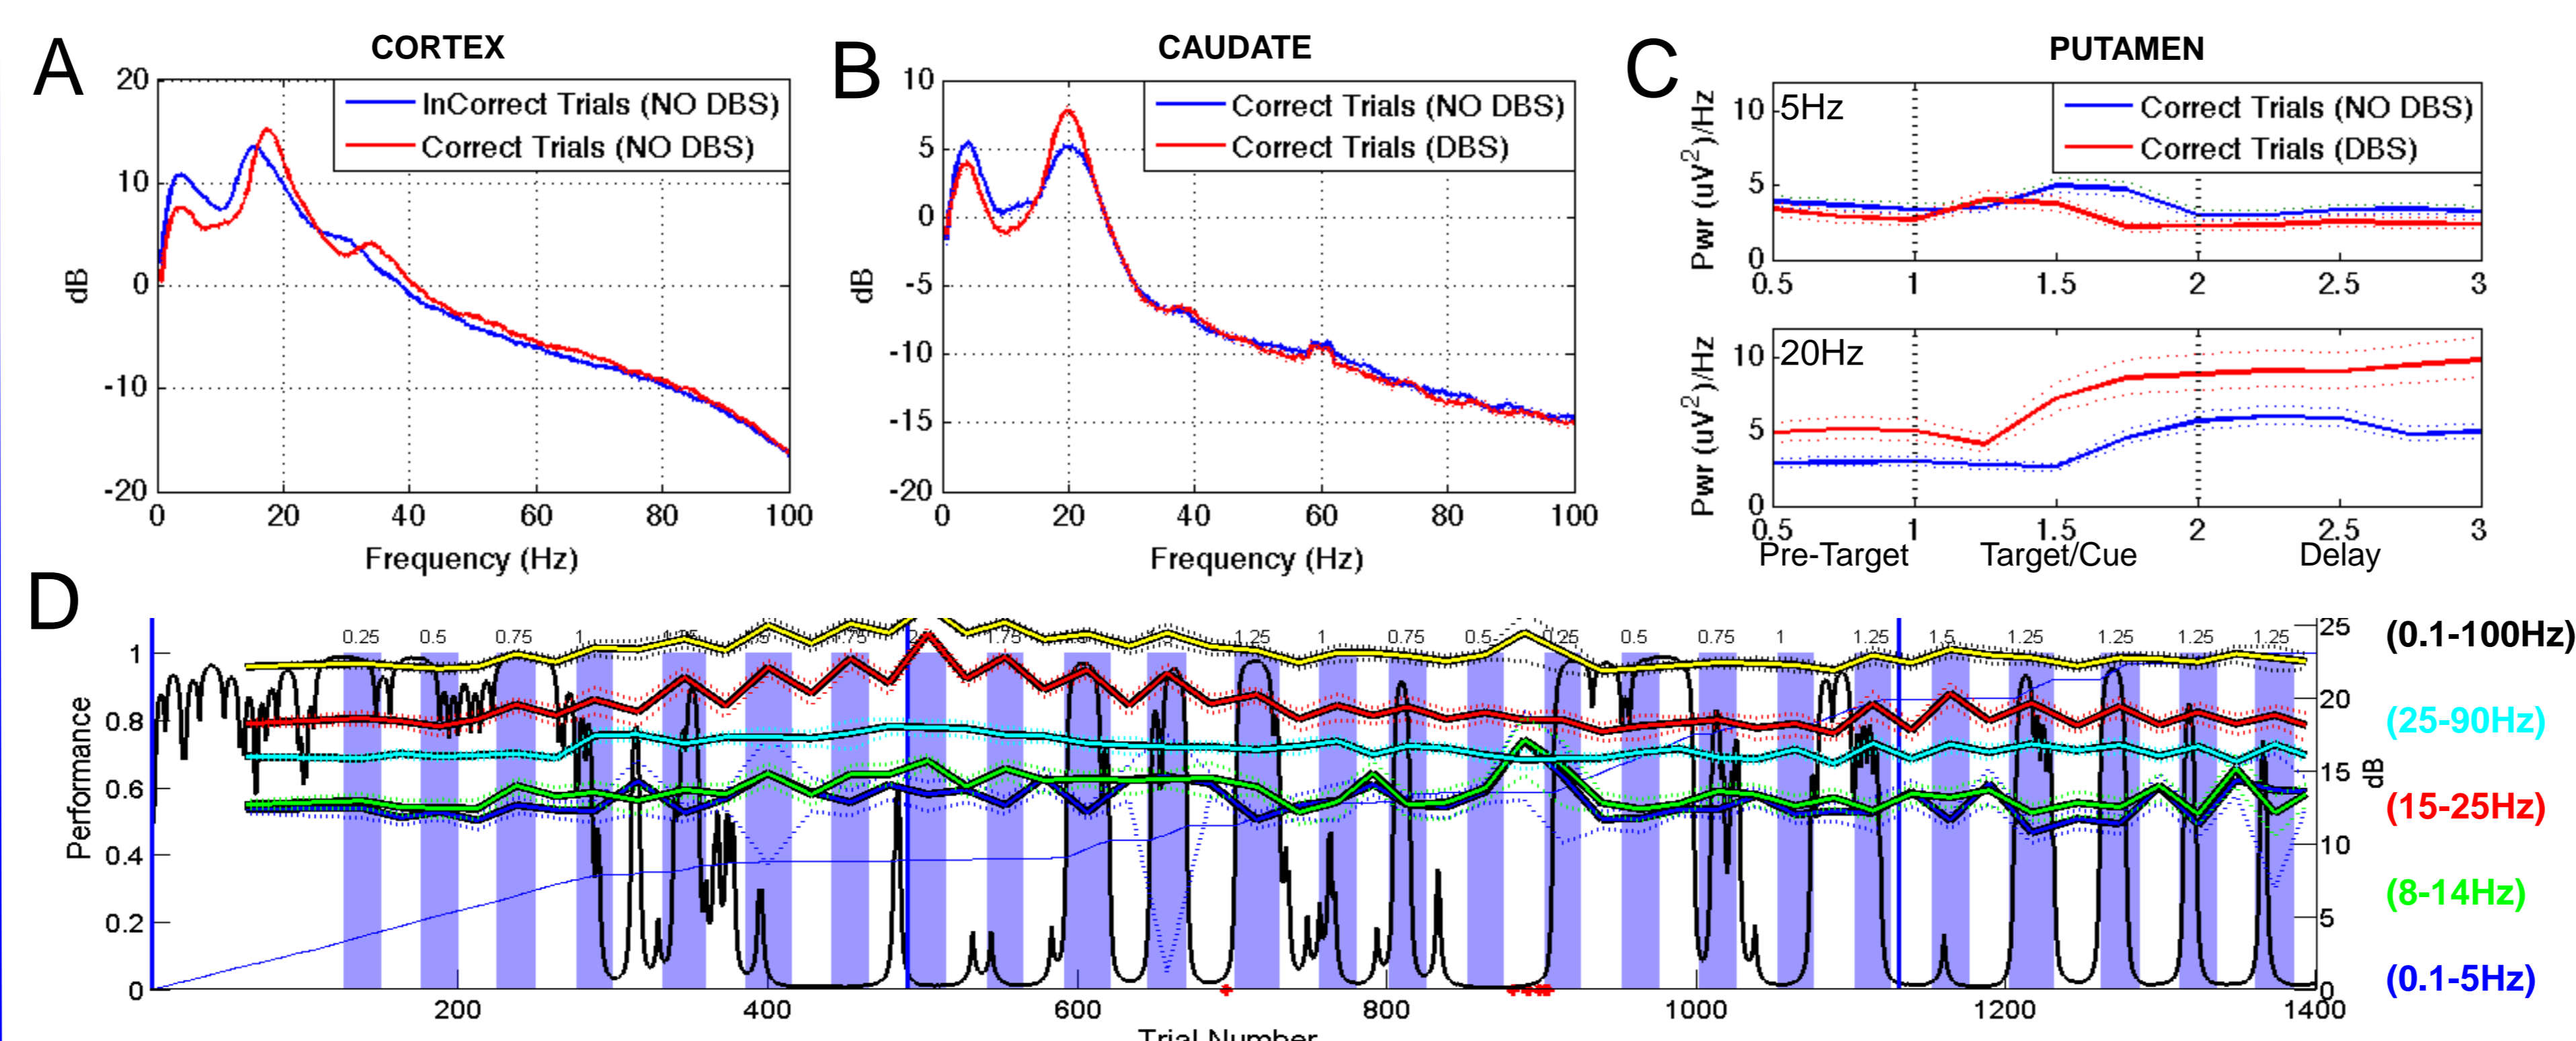 A
CORTEX
20
10
0
-10
-20
dB
InCorrect Trials (NO DBS)
Correct Trials (NO DBS)
0 20 40 60 80 100
Frequency (Hz)
B
CAUDATE
10
5
0
-5
-10
-15
-20
dB
Correct Trials (NO DBS)
Correct Trials (DBS)
0 20 40 60 80 100
Frequency (Hz)
C
PUTAMEN
5Hz
Pwr (uV²)/Hz
10
5
0
Correct Trials (NO DBS)
Correct Trials (DBS)
0.5 1 1.5 2 2.5 3
20Hz
Pwr (uV²)/Hz
10
5
0
0.5 1 1.5 2 2.5 3
Pre-Target Target/Cue Delay
D
Performance
1
0.8
0.6
0.4
0.2
0
0.25 0.5 0.75 1 1.75 1.75 1.25 1 0.75 0.5 0.25 0.5 0.75 1 1.25 1.5 1.25 1.25 1.25 1.25
200 400 600 800 1000 1200 1400
Trial Number
25
20
15
10
5
0
dB
(0.1-100Hz)
(25-90Hz)
(15-25Hz)
(8-14Hz)
(0.1-5Hz)